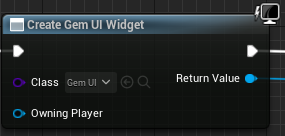 Create Gem UI Widget
Class Gem UI
Return Value
Owning Player